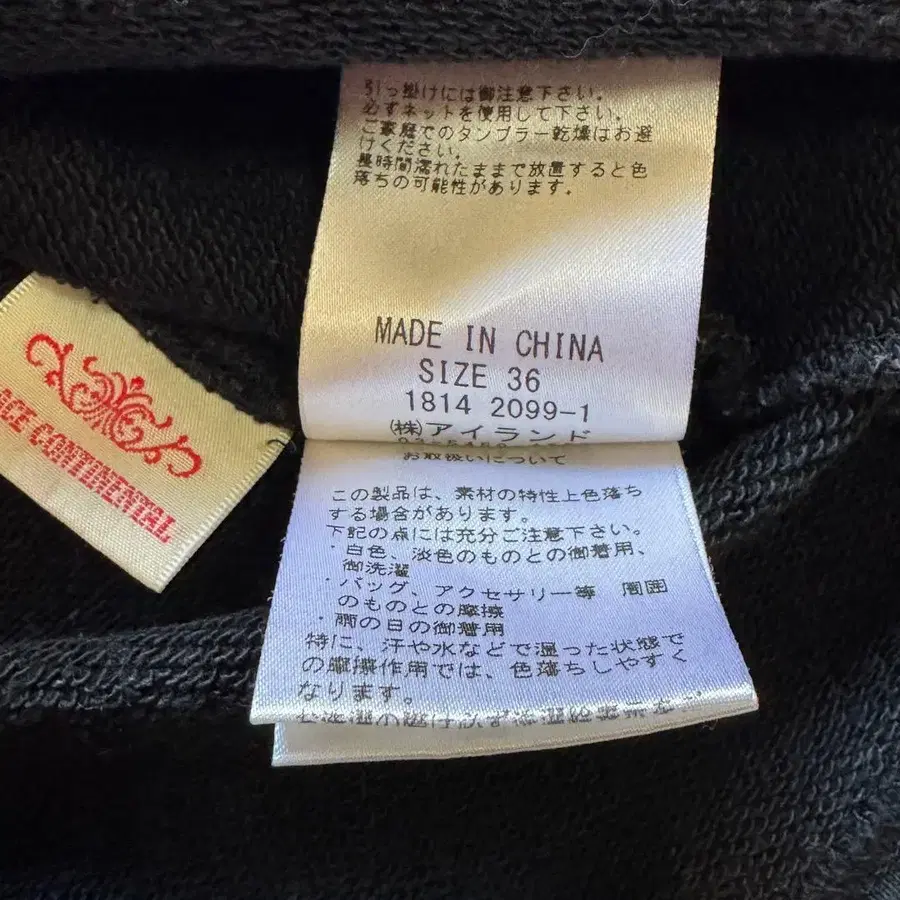 引っ掛けには御注意下さい。
必ずネットを使用して下さい。
ご家庭でのタンブラー乾燥はお避
けください。
長時間濡れたままで放置すると色
落ちの可能性があります。
MADE IN CHINA
SIZE 36
1814 2099-1
(株)アイランド
お取扱いについて
この製品は、素材の特性上色落ち
する場合があります。
下記の点には充分ご注意下さい。
・白色、淡色のものとの御着用、
御洗濯
・バッグ、アクセサリー等 周囲
のものとの摩擦
・雨の日の御着用
特に、汗や水などで湿った状態で
の摩擦作用では、色落ちしやすく
なります。
ACE CONTINENTAL